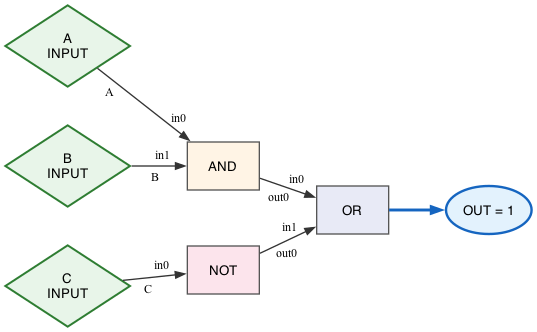 A
INPUT
A
in0
B
INPUT
in1
B
AND
in0
out0
OR
OUT = 1
C
INPUT
in0
C
NOT
in1
out0